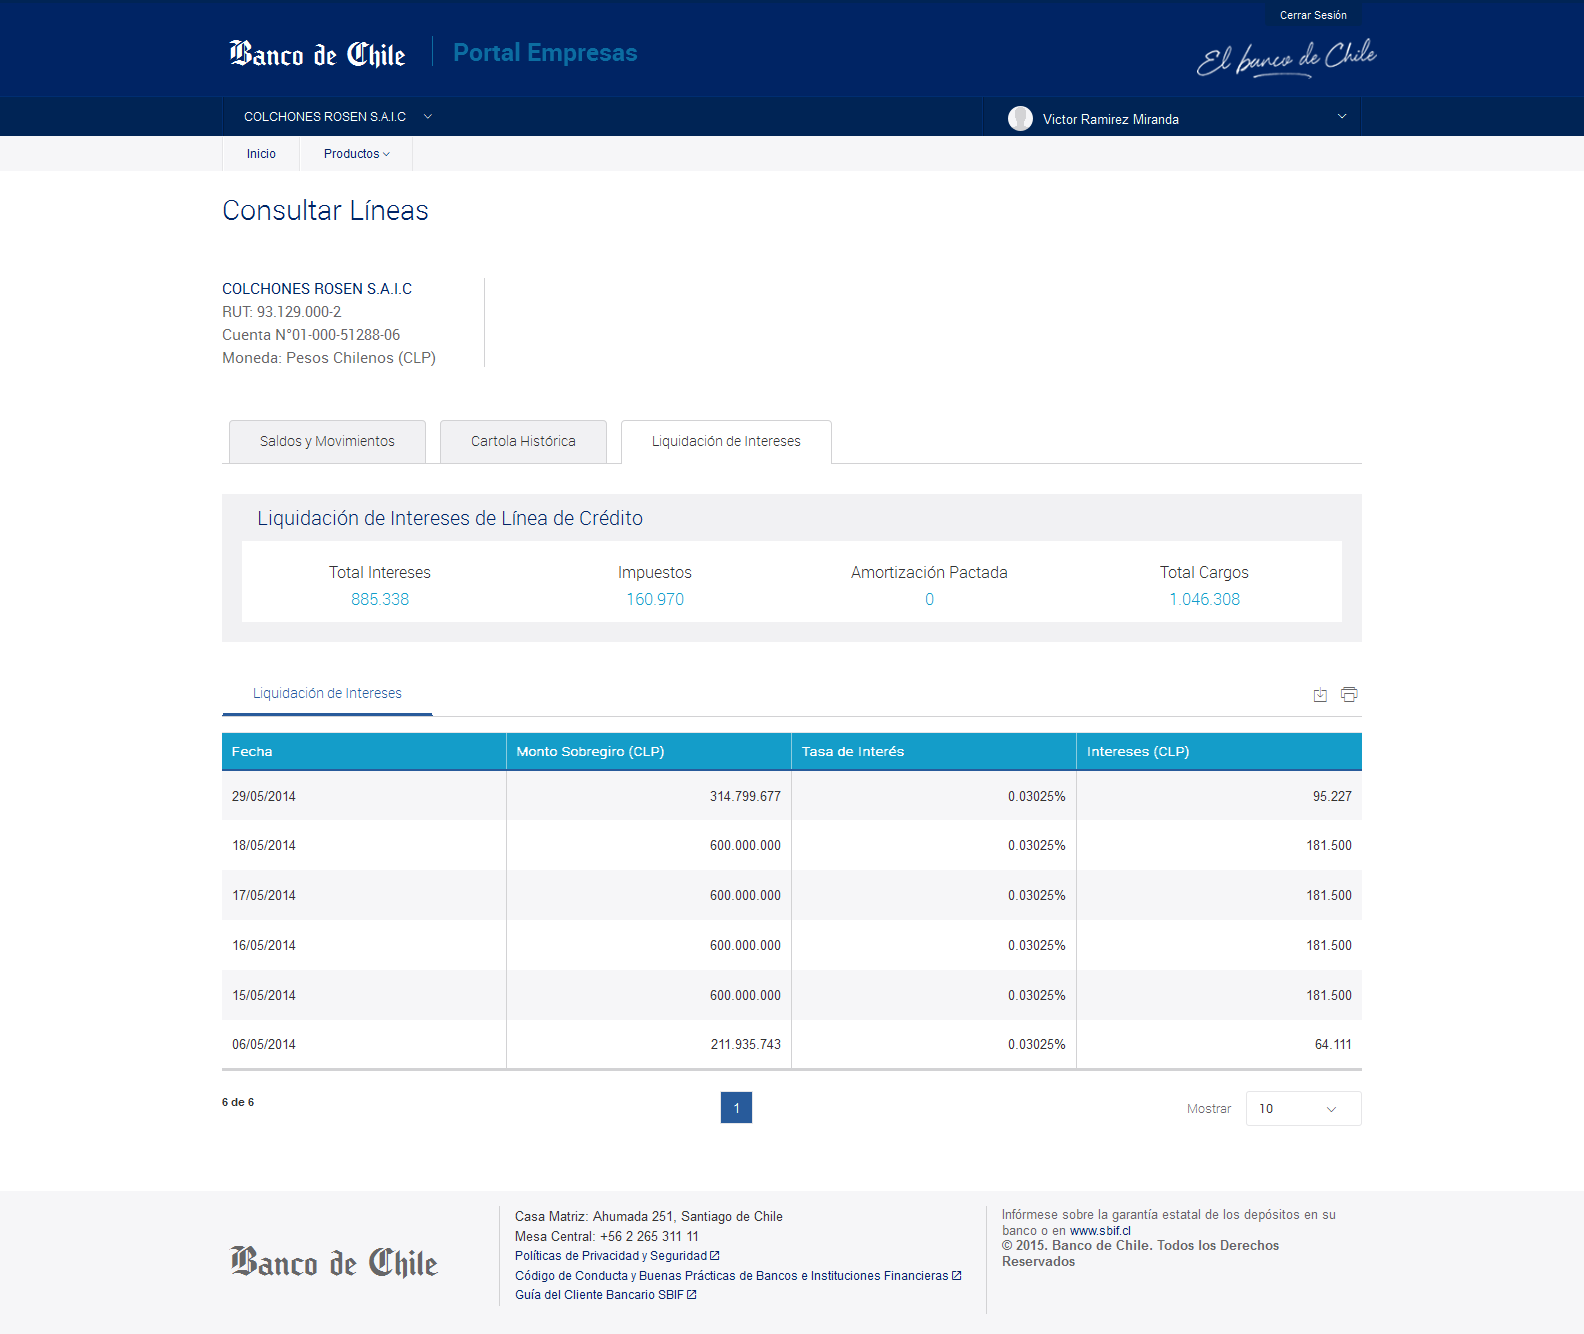 Cerrar Sesión
Banco de Chile
Portal Empresas
El banco de Chile
COLCHONES ROSEN S.A.I.C
Victor Ramirez Miranda
Inicio
Productos
Consultar Líneas
COLCHONES ROSEN S.A.I.C
RUT: 93.129.000-2
Cuenta N°01-000-51288-06
Moneda: Pesos Chilenos (CLP)
Saldos y Movimientos
Cartola Histórica
Liquidación de Intereses
Liquidación de Intereses de Línea de Crédito
Total Intereses Impuestos Amortización Pactada Total Cargos
885.338 160.970 0 1.046.308
Liquidación de Intereses
Fecha Monto Sobregiro (CLP) Tasa de Interés Intereses (CLP)
29/05/2014 314.799.677 0.03025% 95.227
18/05/2014 600.000.000 0.03025% 181.500
17/05/2014 600.000.000 0.03025% 181.500
16/05/2014 600.000.000 0.03025% 181.500
15/05/2014 600.000.000 0.03025% 181.500
06/05/2014 211.935.743 0.03025% 64.111
6 de 6
1
Mostrar 10
Banco de Chile
Casa Matriz: Ahumada 251, Santiago de Chile
Mesa Central: +56 2 265 311 11
Políticas de Privacidad y Seguridad
Código de Conducta y Buenas Prácticas de Bancos e Instituciones Financieras
Guía del Cliente Bancario SBIF
Infórmese sobre la garantía estatal de los depósitos en su
banco o en www.sbif.cl
© 2015. Banco de Chile. Todos los Derechos
Reservados